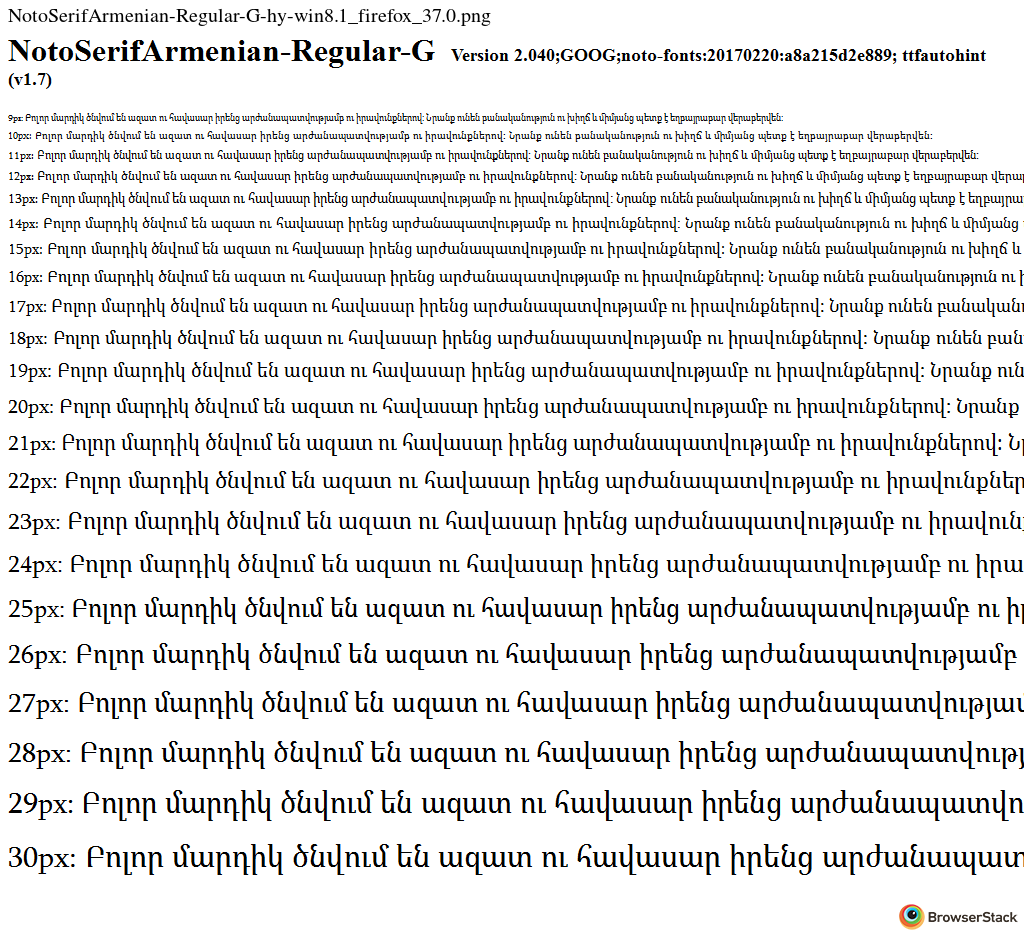 NotoSerifArmenian-Regular-G-hy-win8.1_firefox_37.0.png
NotoSerifArmenian-Regular-G Version 2.040;GOOG;noto-fonts:20170220:a8a215d2e889; ttfautohint
(v1.7)
9px: Բոլոր մարդիկ ծնվում են ազատ ու հավասար իրենց արժանապատվությամբ ու իրավունքներով: Նրանք ունեն բանականություն ու խիղճ և միմյանց պետք է եղբայրաբար վերաբերվեն:
10px: Բոլոր մարդիկ ծնվում են ազատ ու հավասար իրենց արժանապատվությամբ ու իրավունքներով: Նրանք ունեն բանականություն ու խիղճ և միմյանց պետք է եղբայրաբար վերաբերվեն:
11px: Բոլոր մարդիկ ծնվում են ազատ ու հավասար իրենց արժանապատվությամբ ու իրավունքներով: Նրանք ունեն բանականություն ու խիղճ և միմյանց պետք է եղբայրաբար վերաբերվեն:
12px: Բոլոր մարդիկ ծնվում են ազատ ու հավասար իրենց արժանապատվությամբ ու իրավունքներով: Նրանք ունեն բանականություն ու խիղճ և միմյանց պետք է եղբայրաբար վերա
13px: Բոլոր մարդիկ ծնվում են ազատ ու հավասար իրենց արժանապատվությամբ ու իրավունքներով: Նրանք ունեն բանականություն ու խիղճ և միմյանց պետք է եղբայրա
14px: Բոլոր մարդիկ ծնվում են ազատ ու հավասար իրենց արժանապատվությամբ ու իրավունքներով: Նրանք ունեն բանականություն ու խիղճ և միմյանց
15px: Բոլոր մարդիկ ծնվում են ազատ ու հավասար իրենց արժանապատվությամբ ու իրավունքներով: Նրանք ունեն բանականություն ու խիղճ և
16px: Բոլոր մարդիկ ծնվում են ազատ ու հավասար իրենց արժանապատվությամբ ու իրավունքներով: Նրանք ունեն բանականություն ու
17px: Բոլոր մարդիկ ծնվում են ազատ ու հավասար իրենց արժանապատվությամբ ու իրավունքներով: Նրանք ունեն բանական
18px: Բոլոր մարդիկ ծնվում են ազատ ու հավասար իրենց արժանապատվությամբ ու իրավունքներով: Նրանք ունեն բան
19px: Բոլոր մարդիկ ծնվում են ազատ ու հավասար իրենց արժանապատվությամբ ու իրավունքներով: Նրանք ուն
20px: Բոլոր մարդիկ ծնվում են ազատ ու հավասար իրենց արժանապատվությամբ ու իրավունքներով: Նրանք
21px: Բոլոր մարդիկ ծնվում են ազատ ու հավասար իրենց արժանապատվությամբ ու իրավունքներով: Նր
22px: Բոլոր մարդիկ ծնվում են ազատ ու հավասար իրենց արժանապատվությամբ ու իրավունքներ
23px: Բոլոր մարդիկ ծնվում են ազատ ու հավասար իրենց արժանապատվությամբ ու իրավուն
24px: Բոլոր մարդիկ ծնվում են ազատ ու հավասար իրենց արժանապատվությամբ ու իրա
25px: Բոլոր մարդիկ ծնվում են ազատ ու հավասար իրենց արժանապատվությամբ ու իր
26px: Բոլոր մարդիկ ծնվում են ազատ ու հավասար իրենց արժանապատվությամբ
27px: Բոլոր մարդիկ ծնվում են ազատ ու հավասար իրենց արժանապատվությամ
28px: Բոլոր մարդիկ ծնվում են ազատ ու հավասար իրենց արժանապատվությ
29px: Բոլոր մարդիկ ծնվում են ազատ ու հավասար իրենց արժանապատվո
30px: Բոլոր մարդիկ ծնվում են ազատ ու հավասար իրենց արժանապատ
BrowserStack